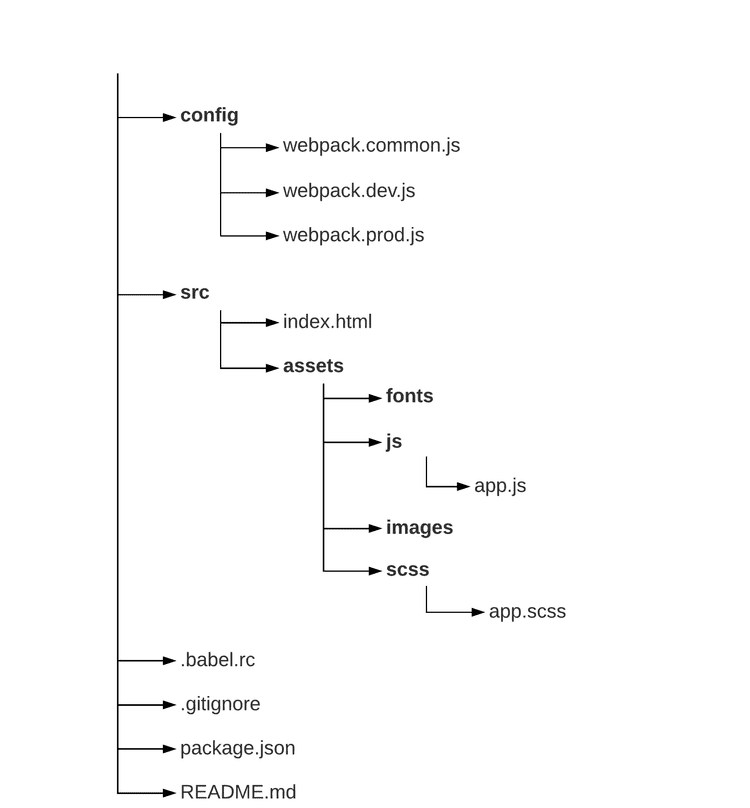 config
webpack.common.js
webpack.dev.js
webpack.prod.js
src
index.html
assets
fonts
js
app.js
images
scss
app.scss
.babel.rc
.gitignore
package.json
README.md